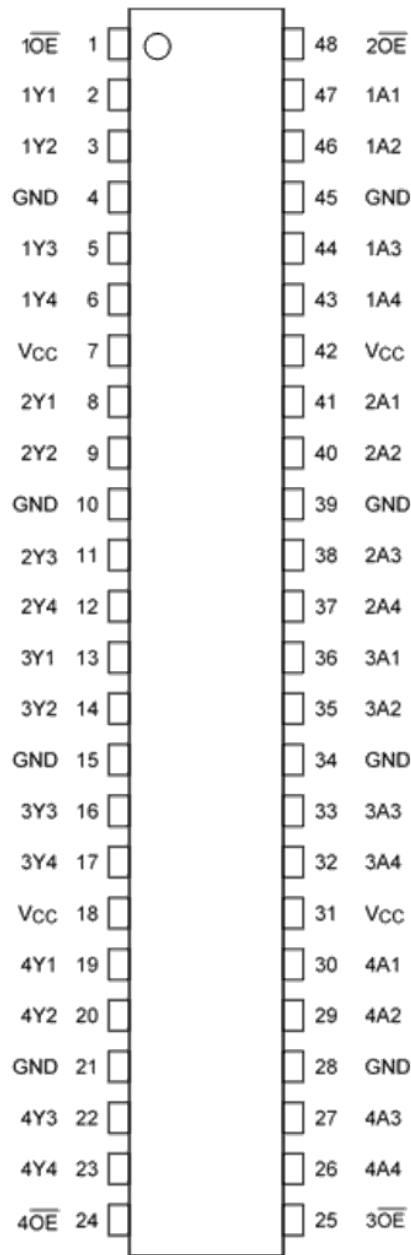 1O̅E̅ 1 48 2O̅E̅
1Y1 2 47 1A1
1Y2 3 46 1A2
GND 4 45 GND
1Y3 5 44 1A3
1Y4 6 43 1A4
VCC 7 42 VCC
2Y1 8 41 2A1
2Y2 9 40 2A2
GND 10 39 GND
2Y3 11 38 2A3
2Y4 12 37 2A4
3Y1 13 36 3A1
3Y2 14 35 3A2
GND 15 34 GND
3Y3 16 33 3A3
3Y4 17 32 3A4
VCC 18 31 VCC
4Y1 19 30 4A1
4Y2 20 29 4A2
GND 21 28 GND
4Y3 22 27 4A3
4Y4 23 26 4A4
4O̅E̅ 24 25 3O̅E̅